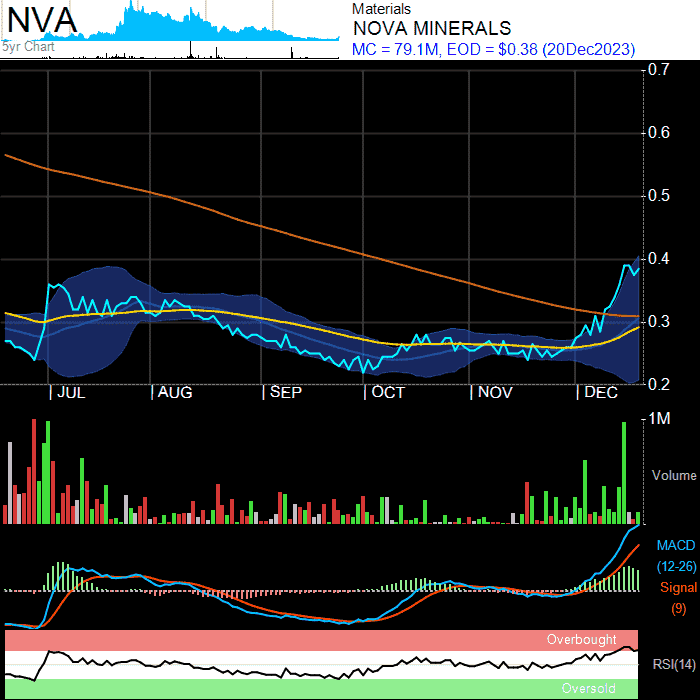 NVA
5yr Chart
Materials
NOVA MINERALS
MC = 79.1M, EOD = $0.38 (20Dec2023)
0.7
0.6
0.5
0.4
0.3
0.2
JUL AUG SEP OCT NOV DEC
1M
Volume
MACD
(12-26)
Signal
(9)
Overbought
RSI(14)
Oversold